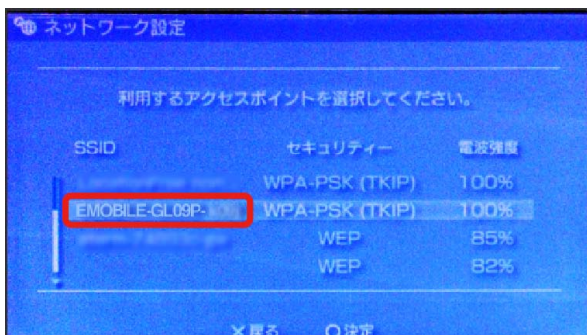 ネットワーク設定
利用するアクセスポイントを選択してください。
SSID セキュリティー 電波強度
WPA-PSK (TKIP) 100%
EMOBILE-GL09P- WPA-PSK (TKIP) 100%
WEP 85%
WEP 82%
×戻る ○決定